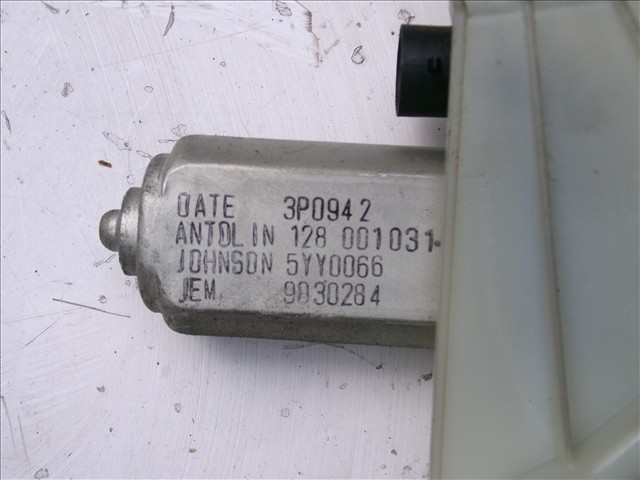 DATE 3P0942
ANTOLIN 128 001031-
JOHNSON 5YY0066
JEM 9030284